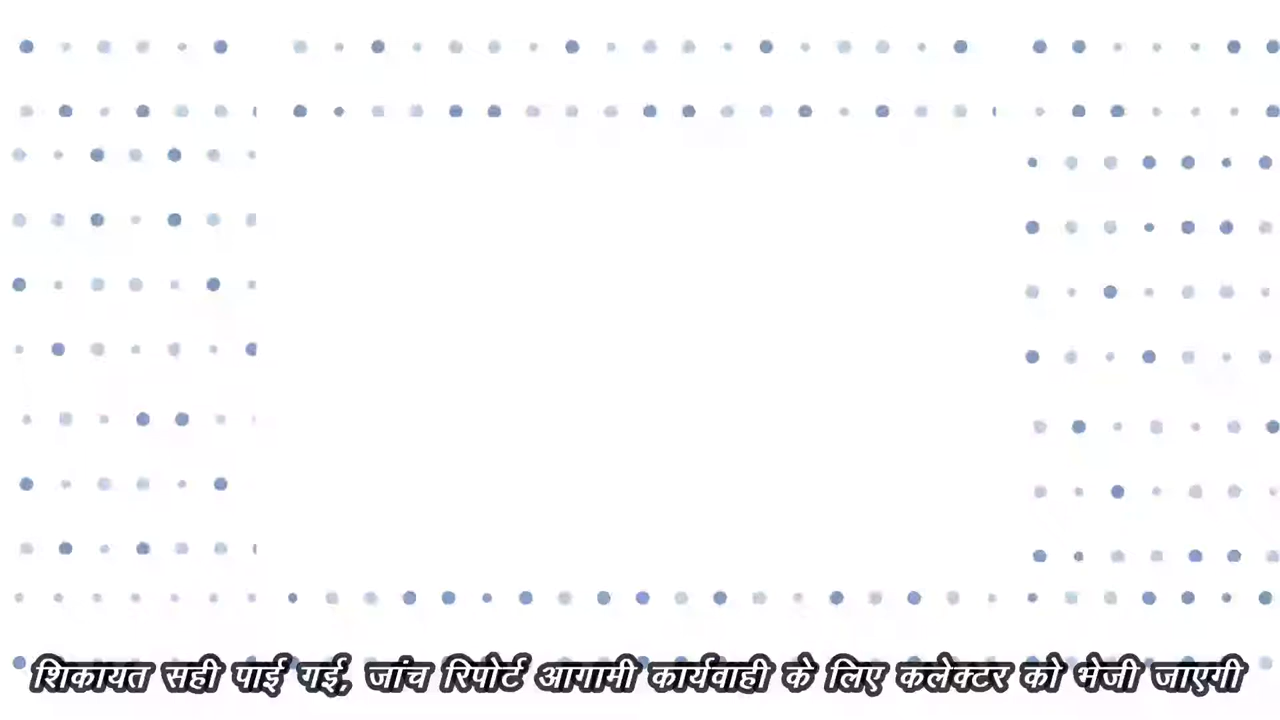 शिकायत सही पाई गई, जांच रिपोर्ट आगामी कार्यवाही के लिए कलेक्टर को भेजी जाएगी